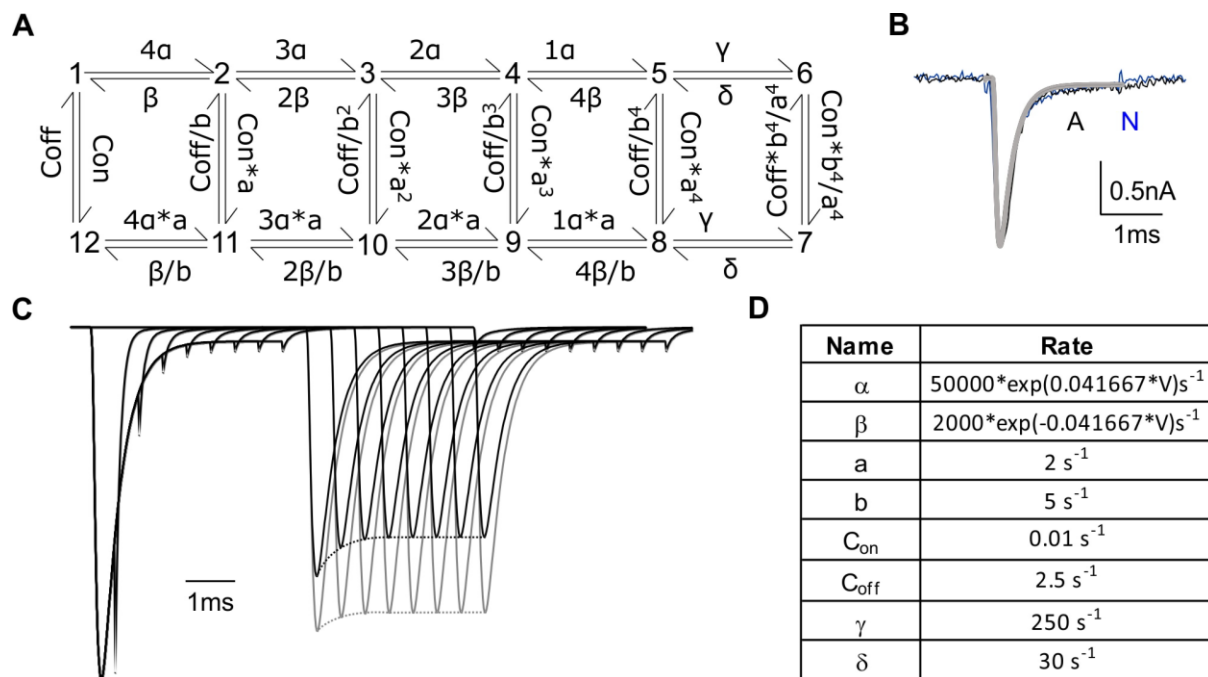 A
4α 3α 2α 1α γ
1 2 3 4 5 6
β 2β 3β 4β δ
Coff Con Coff/b Con*a Coff/b² Con*a² Coff/b³ Con*a³ Coff/b⁴ Con*a⁴ Coff*b⁴/a⁴ Con*b⁴/a⁴
4α*a 3α*a 2α*a 1α*a γ
12 11 10 9 8 7
β/b 2β/b 3β/b 4β/b δ
B
A N
0.5nA
1ms
C
1ms
D
Name Rate
α 50000*exp(0.041667*V)s⁻¹
β 2000*exp(-0.041667*V)s⁻¹
a 2 s⁻¹
b 5 s⁻¹
Con 0.01 s⁻¹
Coff 2.5 s⁻¹
γ 250 s⁻¹
δ 30 s⁻¹